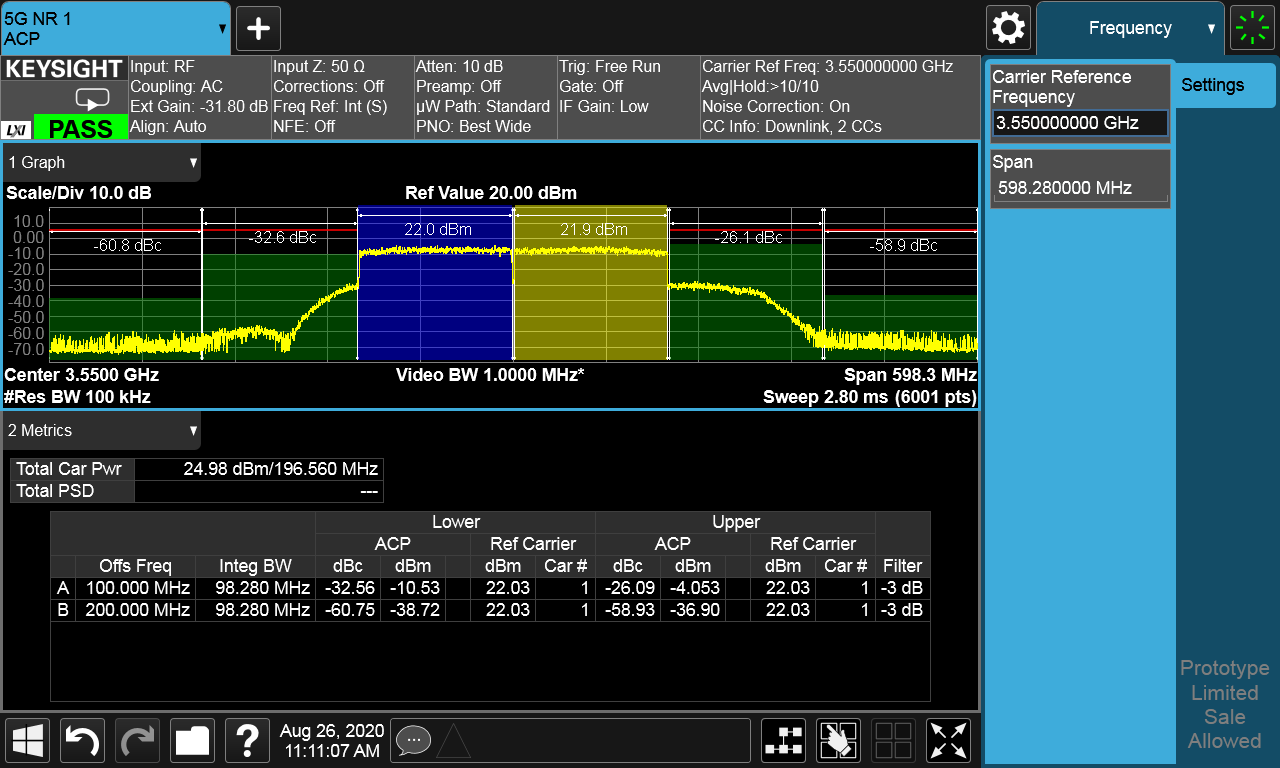 5G NR 1
ACP
Frequency
KEYSIGHT
LXI
PASS
Input: RF
Coupling: AC
Ext Gain: -31.80 dB
Align: Auto
Input Z: 50 Ω
Corrections: Off
Freq Ref: Int (S)
NFE: Off
Atten: 10 dB
Preamp: Off
µW Path: Standard
PNO: Best Wide
Trig: Free Run
Gate: Off
IF Gain: Low
Carrier Ref Freq: 3.550000000 GHz
Avg|Hold:>10/10
Noise Correction: On
CC Info: Downlink, 2 CCs
Carrier Reference
Frequency
3.550000000 GHz
Span
598.280000 MHz
Settings
1 Graph
Scale/Div 10.0 dB Ref Value 20.00 dBm
10.0
0.00
-10.0
-20.0
-30.0
-40.0
-50.0
-60.0
-70.0
-60.8 dBc -32.6 dBc 22.0 dBm 21.9 dBm -26.1 dBc -58.9 dBc
Center 3.5500 GHz Video BW 1.0000 MHz* Span 598.3 MHz
#Res BW 100 kHz Sweep 2.80 ms (6001 pts)
2 Metrics
Total Car Pwr 24.98 dBm/196.560 MHz
Total PSD ---
Lower Upper
ACP Ref Carrier ACP Ref Carrier
Offs Freq Integ BW dBc dBm dBm Car # dBc dBm dBm Car # Filter
A 100.000 MHz 98.280 MHz -32.56 -10.53 22.03 1 -26.09 -4.053 22.03 1 -3 dB
B 200.000 MHz 98.280 MHz -60.75 -38.72 22.03 1 -58.93 -36.90 22.03 1 -3 dB
Prototype
Limited
Sale
Allowed
Aug 26, 2020
11:11:07 AM